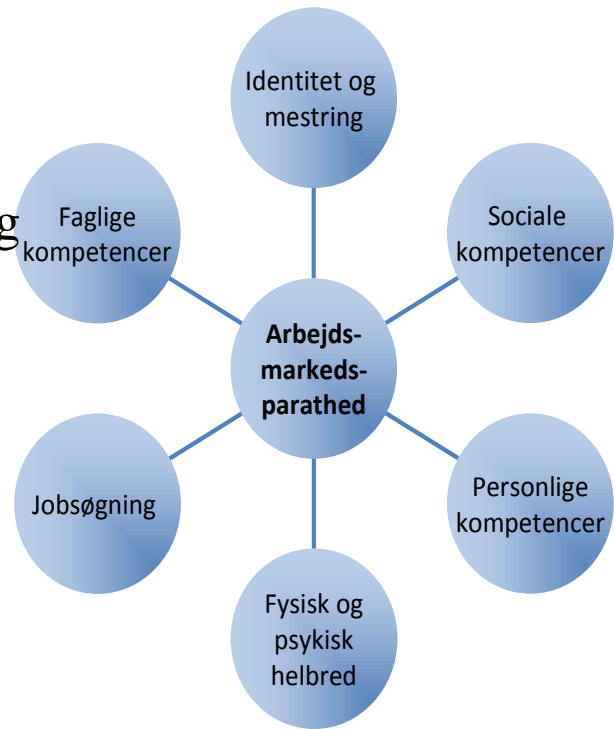 Identitet og
mestring
g
Faglige
kompetencer
Sociale
kompetencer
Arbejds-
markeds-
parathed
Jobsøgning
Personlige
kompetencer
Fysisk og
psykisk
helbred